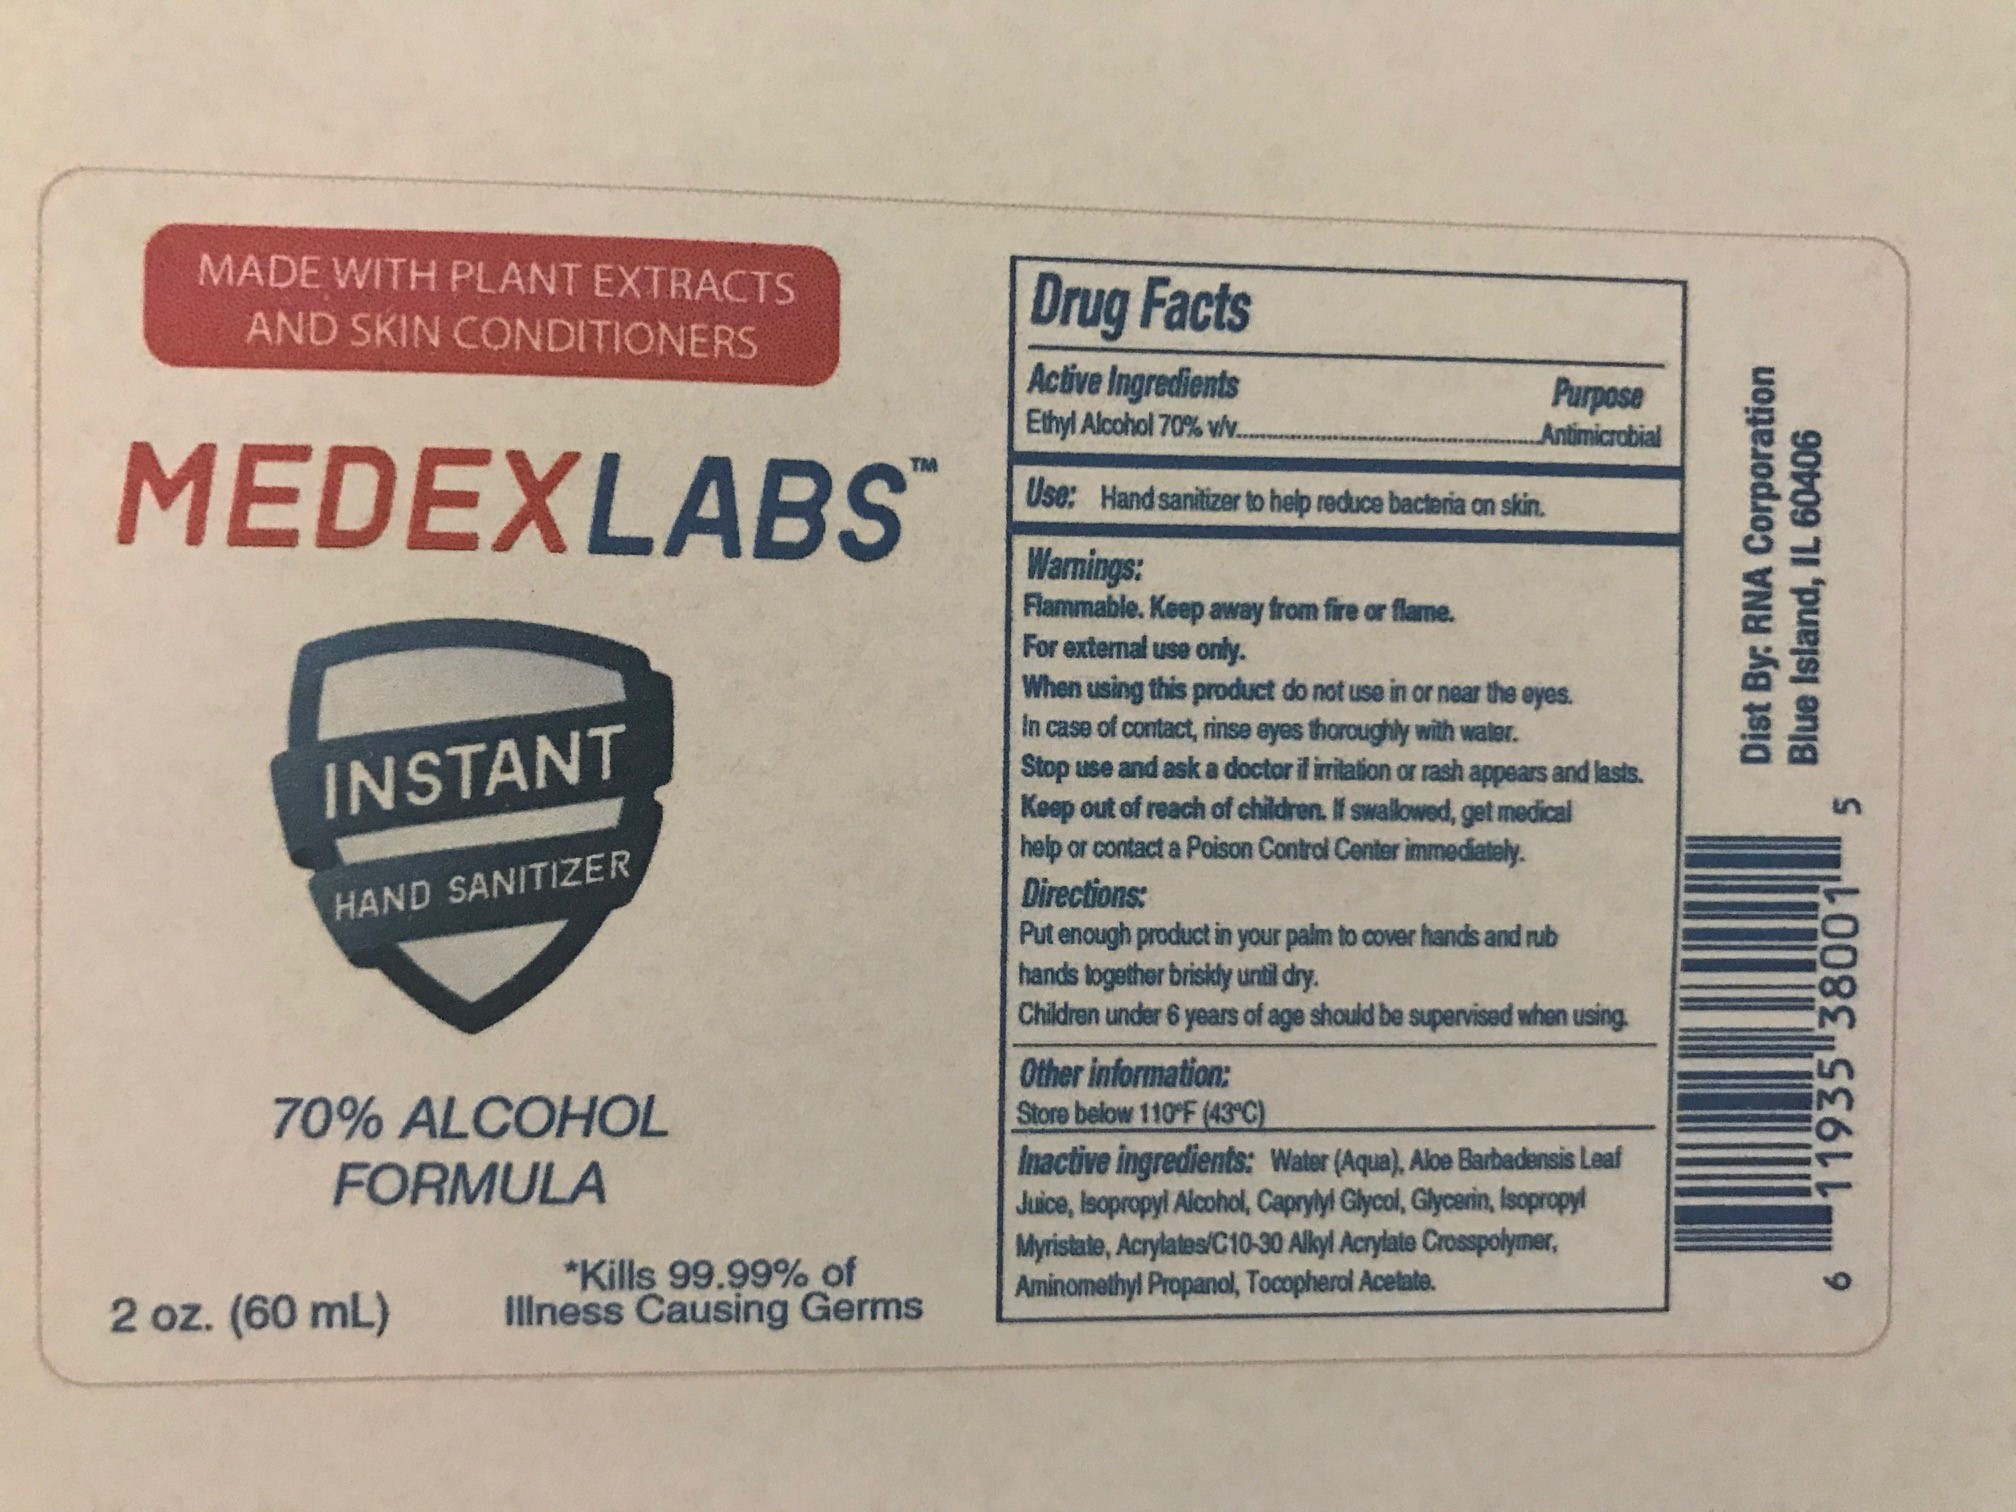 MADE WITH PLANT EXTRACTS
AND SKIN CONDITIONERS
MEDEXLABS™
INSTANT
HAND SANITIZER
70% ALCOHOL
FORMULA
2 oz. (60 mL)
*Kills 99.99% of
Illness Causing Germs
Drug Facts
Active Ingredients Purpose
Ethyl Alcohol 70% v/v..........................................................Antimicrobial
Use: Hand sanitizer to help reduce bacteria on skin.
Warnings:
Flammable. Keep away from fire or flame.
For external use only.
When using this product do not use in or near the eyes.
In case of contact, rinse eyes thoroughly with water.
Stop use and ask a doctor if irritation or rash appears and lasts.
Keep out of reach of children. If swallowed, get medical
help or contact a Poison Control Center immediately.
Directions:
Put enough product in your palm to cover hands and rub
hands together briskly until dry.
Children under 6 years of age should be supervised when using.
Other information:
Store below 110ºF (43ºC)
Inactive ingredients: Water (Aqua), Aloe Barbadensis Leaf
Juice, Isopropyl Alcohol, Caprylyl Glycol, Glycerin, Isopropyl
Myristate, Acrylates/C10-30 Alkyl Acrylate Crosspolymer,
Aminomethyl Propanol, Tocopherol Acetate.
Dist By: RNA Corporation
Blue Island, IL 60406
6 11935 38001 5